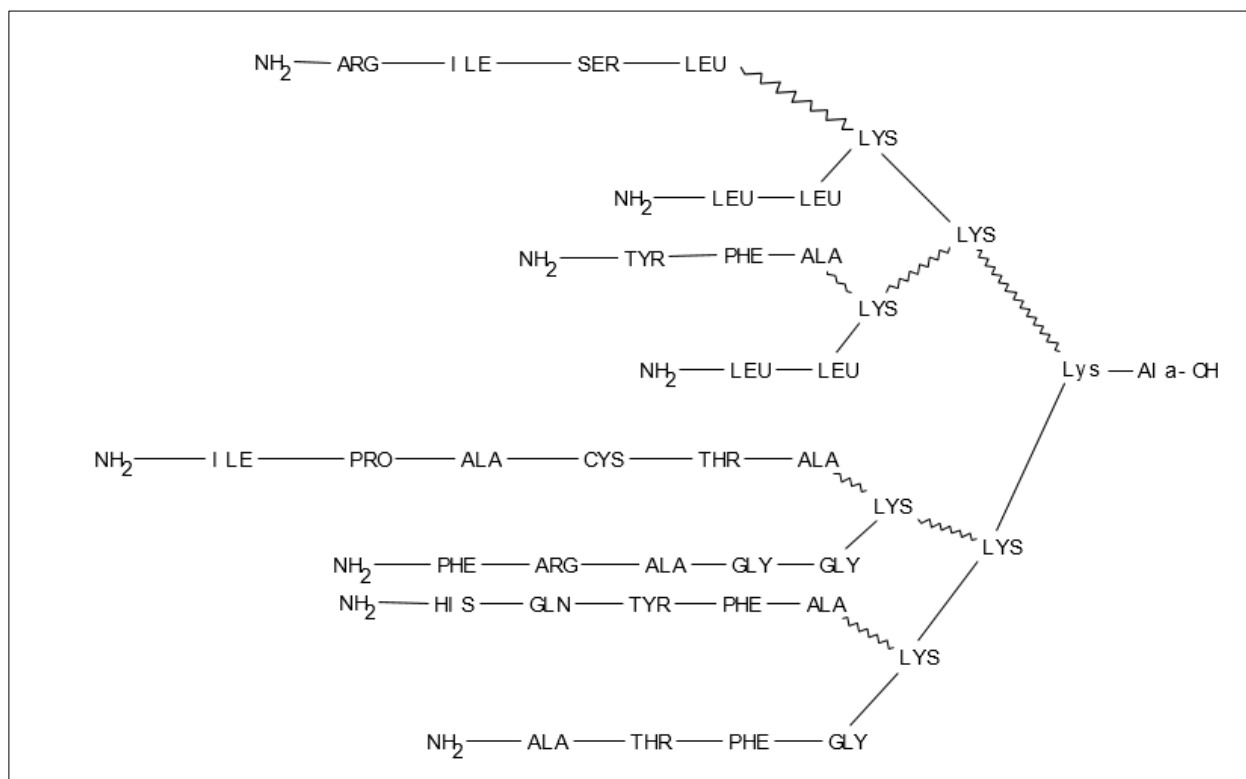 NH2 ARG ILE SER LEU
LYS
NH2 LEU LEU
LYS
NH2 TYR PHE ALA
LYS
NH2 LEU LEU
Lys Ala-OH
NH2 ILE PRO ALA CYS THR ALA
LYS
LYS
NH2 PHE ARG ALA GLY GLY
NH2 HIS GLN TYR PHE ALA
LYS
NH2 ALA THR PHE GLY